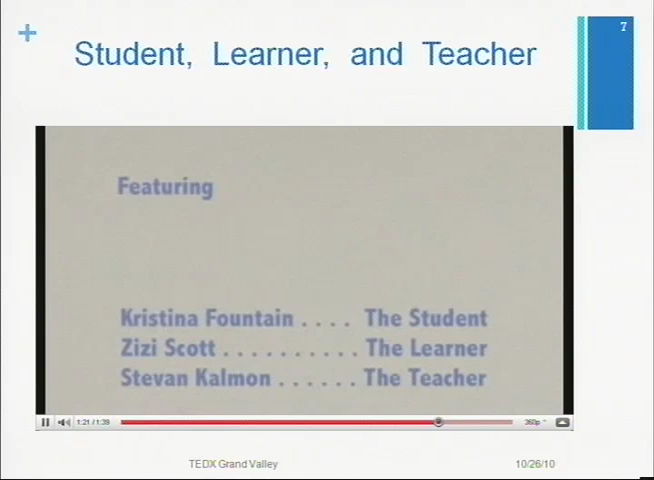 7
+
Student, Learner, and Teacher
Featuring
Kristina Fountain . . . . The Student
Zizi Scott . . . . . . . . . . The Learner
Stevan Kalmon . . . . . . The Teacher
1:21 / 1:39 360p
TEDX Grand Valley 10/26/10